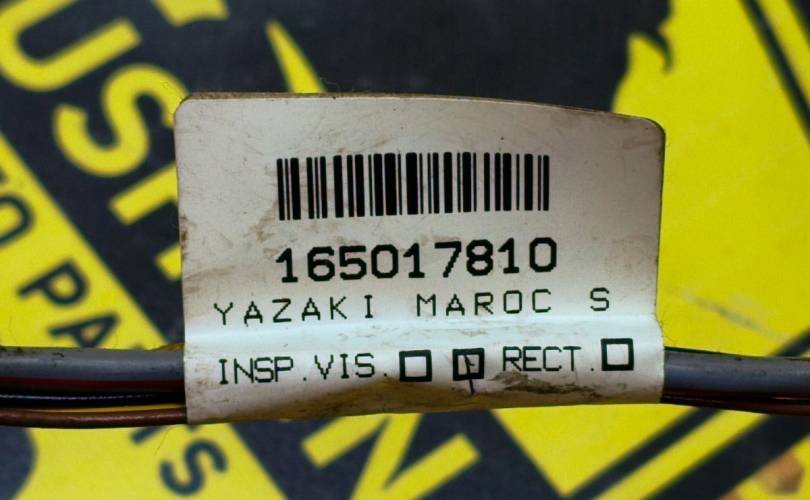 165017810
YAZAKI MAROC S
INSP.VIS. RECT.